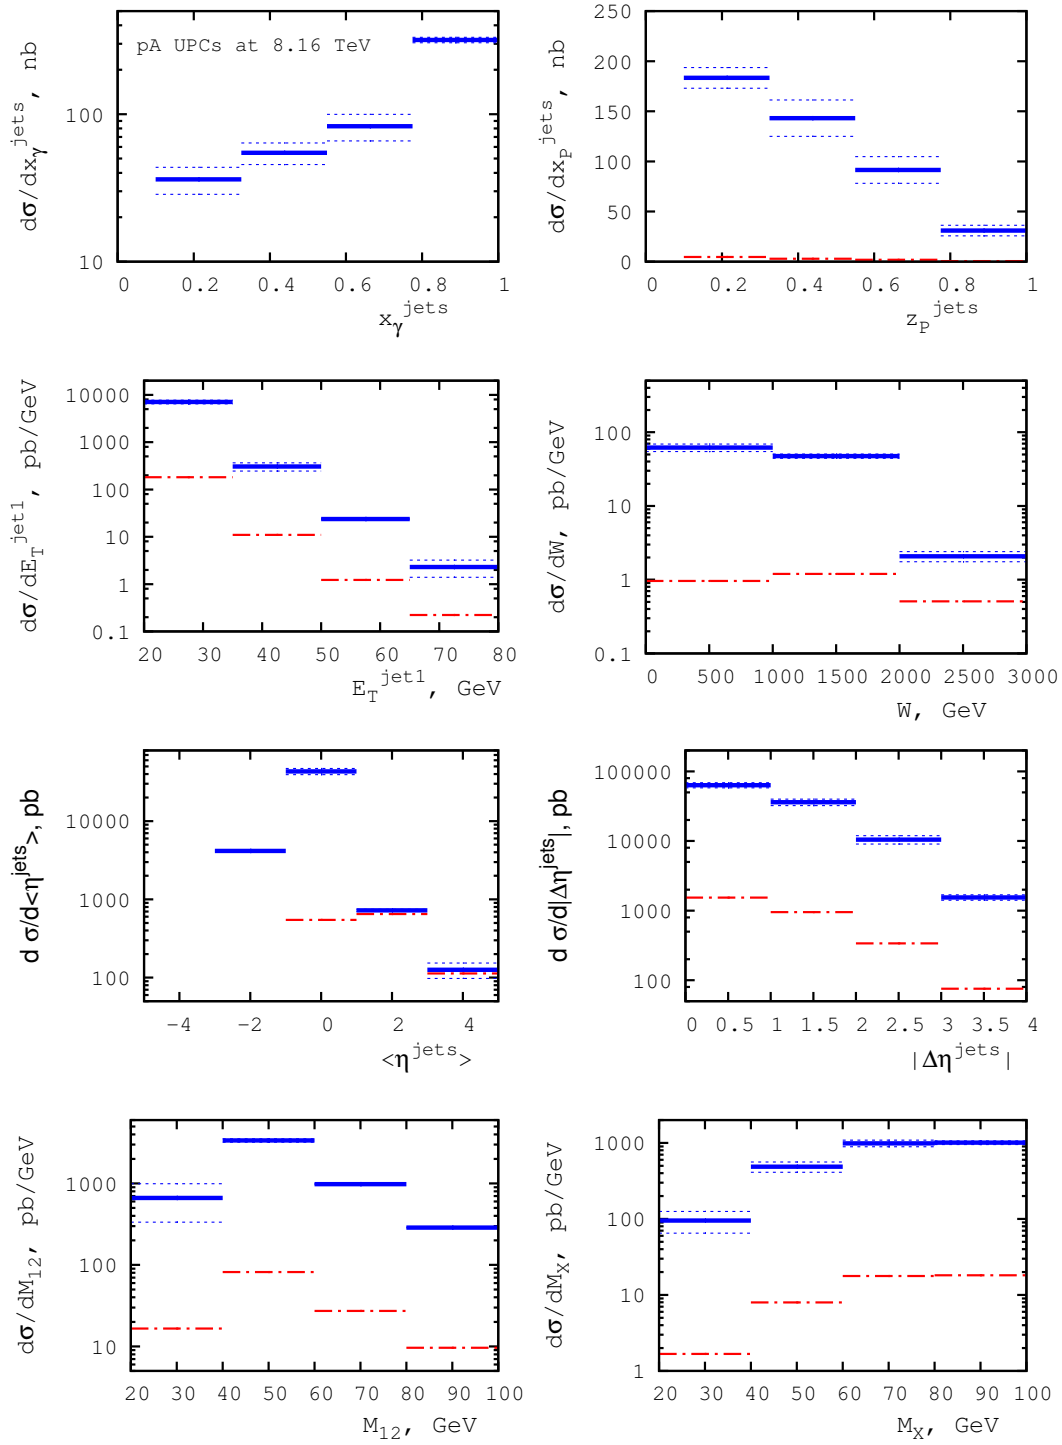 dσ/dx_γ^jets, nb
100
10
pA UPCs at 8.16 TeV
0 0.2 0.4 0.6 0.8 1
x_γ^jets
dσ/dx_P^jets, nb
250
200
150
100
50
0
0 0.2 0.4 0.6 0.8 1
z_P^jets
dσ/dE_T^jet1, pb/GeV
10000
1000
100
10
1
0.1
20 30 40 50 60 70 80
E_T^jet1, GeV
dσ/dW, pb/GeV
100
10
1
0.1
0 500 1000 1500 2000 2500 3000
W, GeV
d σ/d<η^jets>, pb
10000
1000
100
−4 −2 0 2 4
<η^jets>
d σ/d|Δη^jets|, pb
100000
10000
1000
100
0 0.5 1 1.5 2 2.5 3 3.5 4
|Δη^jets|
dσ/dM_12, pb/GeV
1000
100
10
20 30 40 50 60 70 80 90 100
M_12, GeV
dσ/dM_X, pb/GeV
1000
100
10
1
20 30 40 50 60 70 80 90 100
M_X, GeV